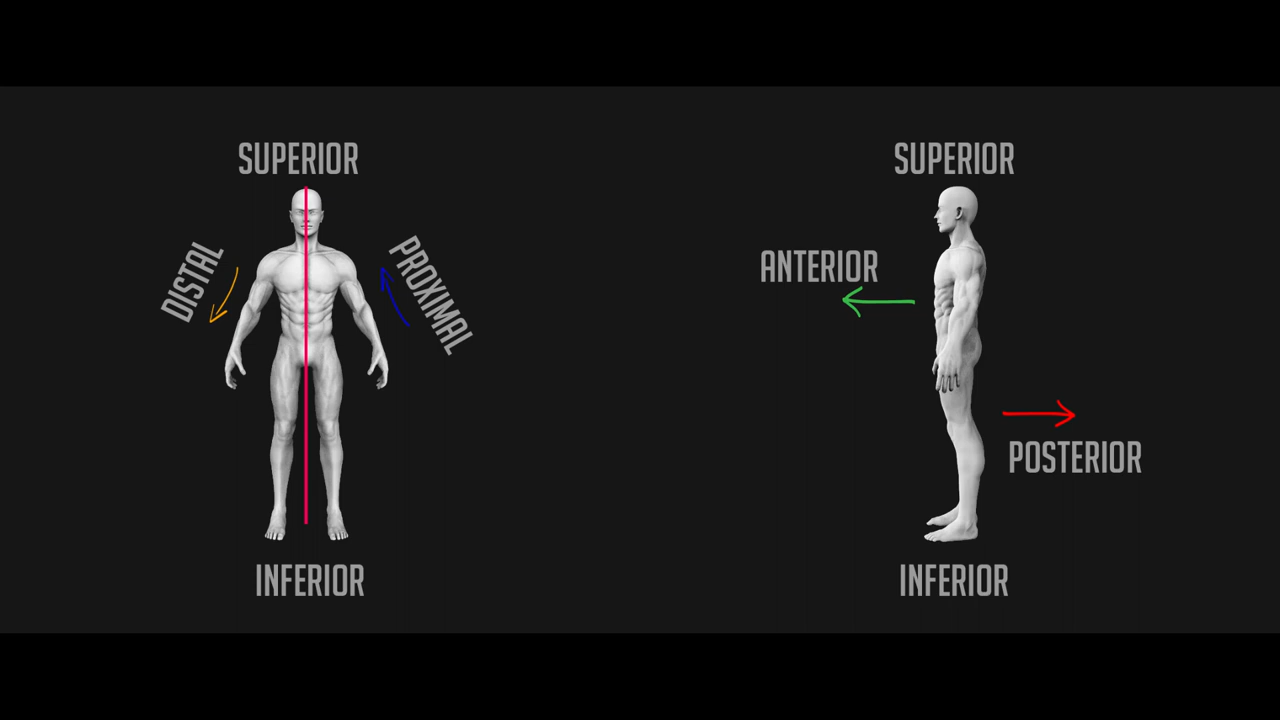 SUPERIOR
DISTAL
PROXIMAL
INFERIOR
SUPERIOR
ANTERIOR
POSTERIOR
INFERIOR